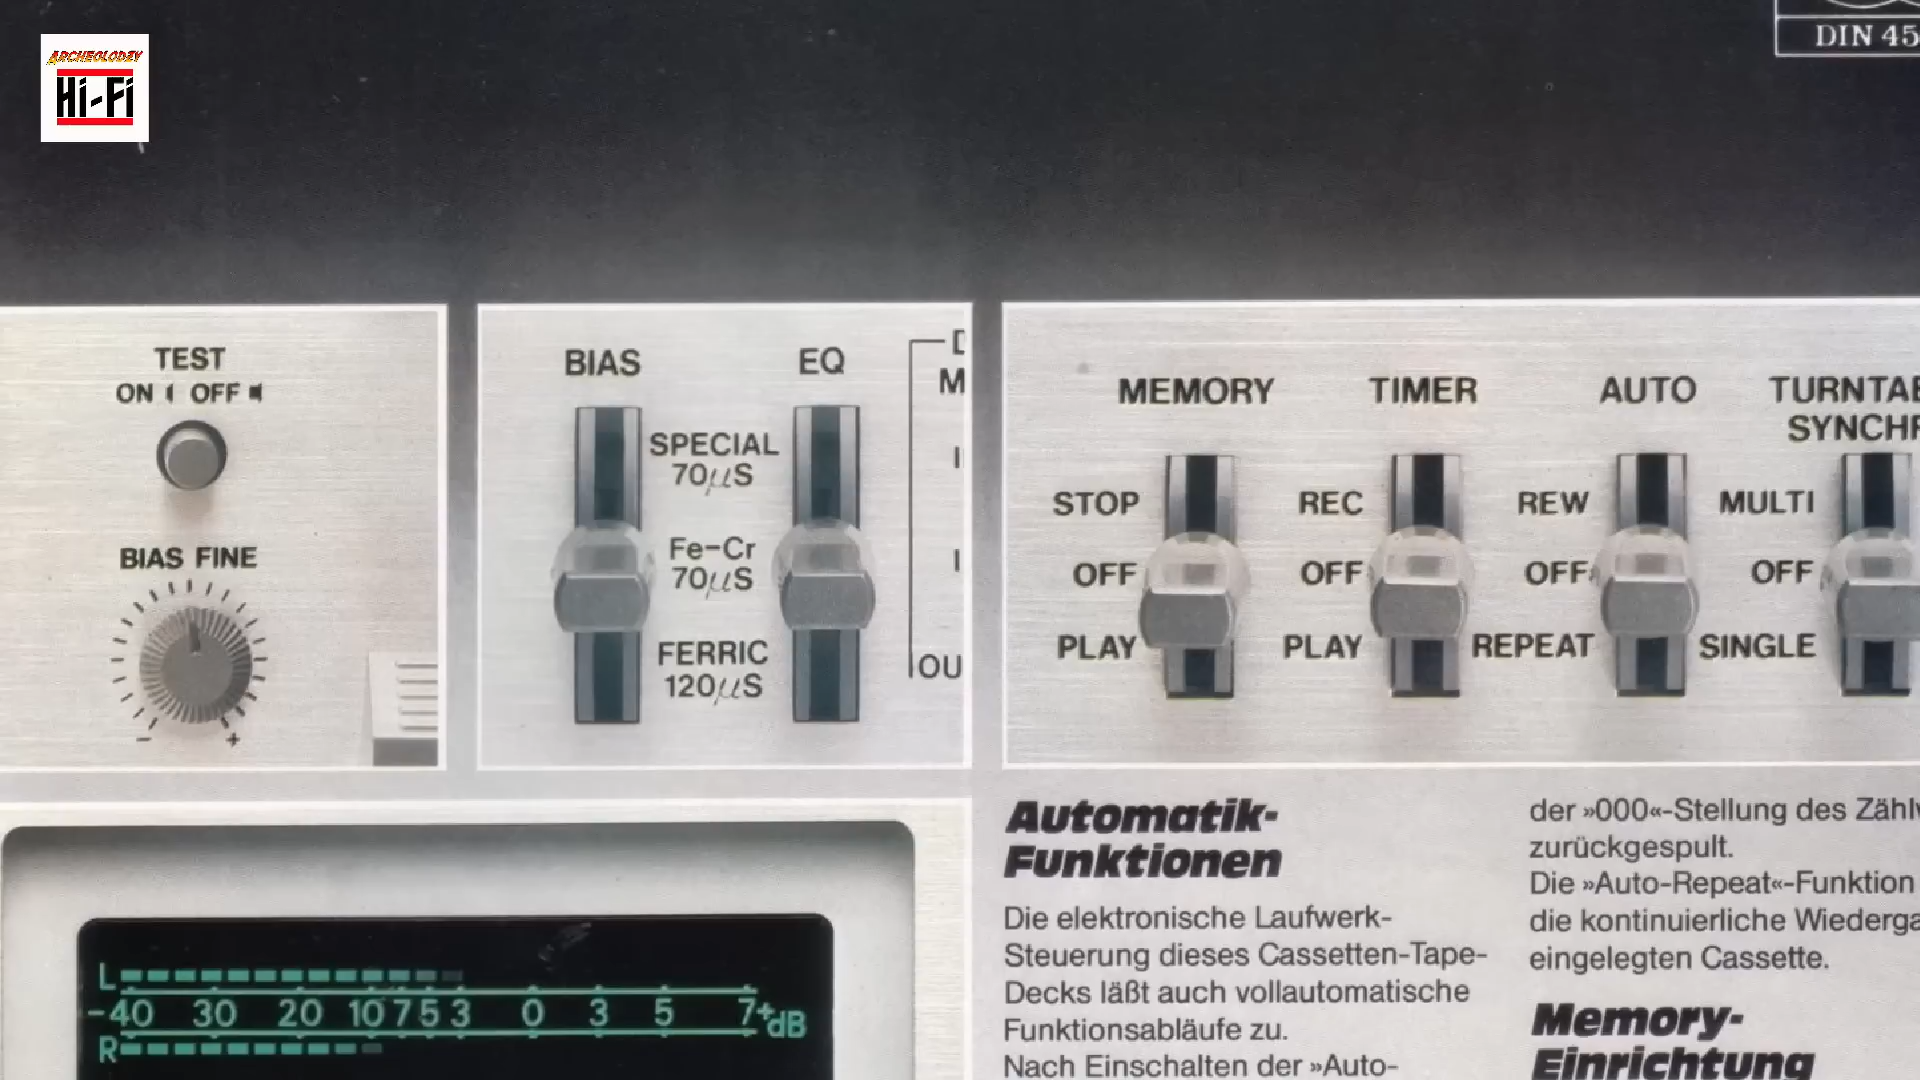 ARCHEOLODZY
Hi-Fi
DIN 45
TEST
ON OFF
BIAS FINE
- +
BIAS EQ
SPECIAL
70μS
Fe-Cr
70μS
FERRIC
120μS
M
OU
MEMORY TIMER AUTO
SYNCH
STOP REC REW MULTI
OFF OFF OFF OFF
PLAY PLAY REPEAT SINGLE
L
-40 30 20 10 7 5 3 0 3 5 7+dB
R
Automatik-
Funktionen
Die elektronische Laufwerk-
Steuerung dieses Cassetten-Tape-
Decks läßt auch vollautomatische
Funktionsabläufe zu.
Nach Einschalten der »Auto-
der »000«-Stellung des Zähl
zurückgespult.
Die »Auto-Repeat«-Funktion
die kontinuierliche Wiederga
eingelegten Cassette.
Memory-
Einrichtung